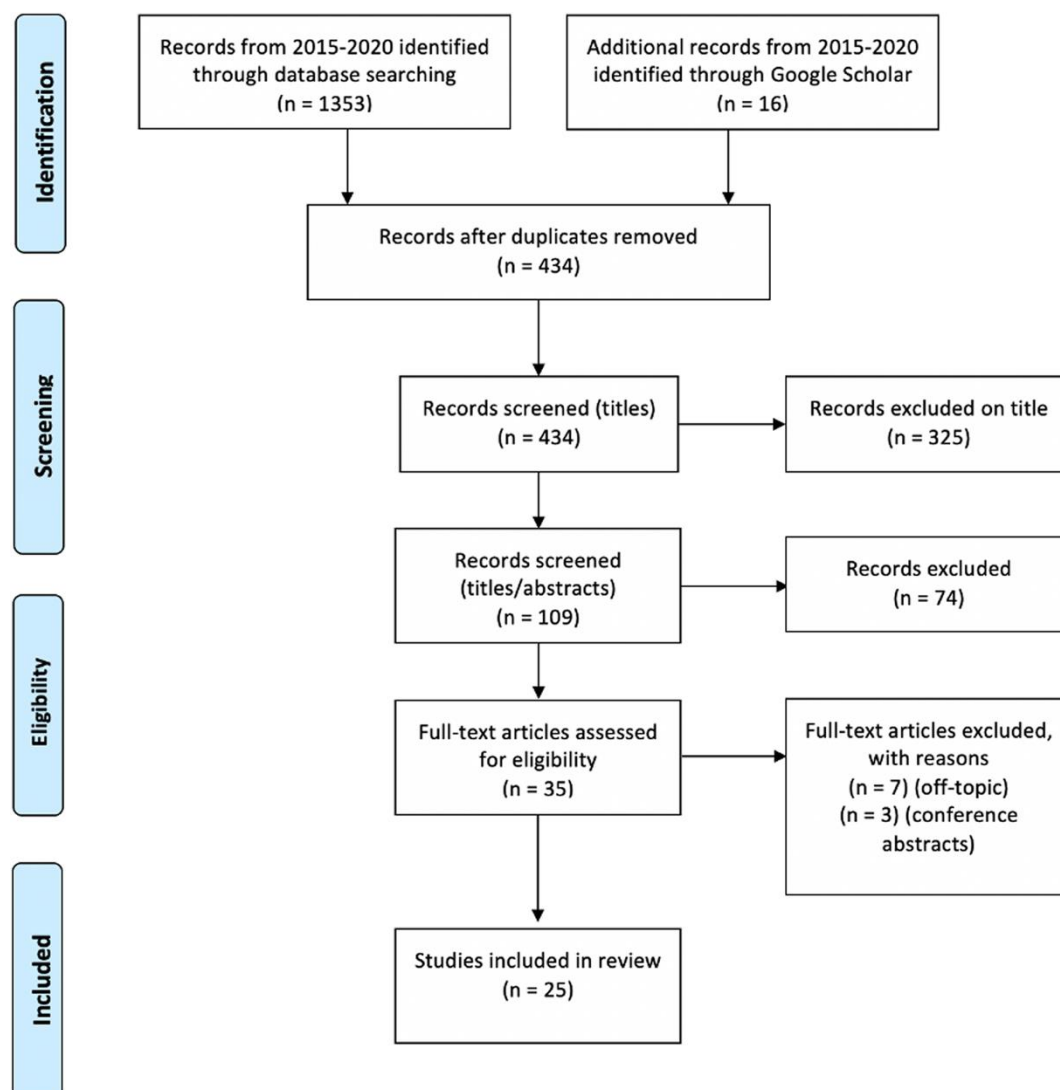 Identification
Records from 2015-2020 identified
through database searching
(n = 1353)
Additional records from 2015-2020
identified through Google Scholar
(n = 16)
Records after duplicates removed
(n = 434)
Screening
Records screened (titles)
(n = 434)
Records excluded on title
(n = 325)
Records screened
(titles/abstracts)
(n = 109)
Records excluded
(n = 74)
Eligibility
Full-text articles assessed
for eligibility
(n = 35)
Full-text articles excluded,
with reasons
(n = 7) (off-topic)
(n = 3) (conference
abstracts)
Included
Studies included in review
(n = 25)